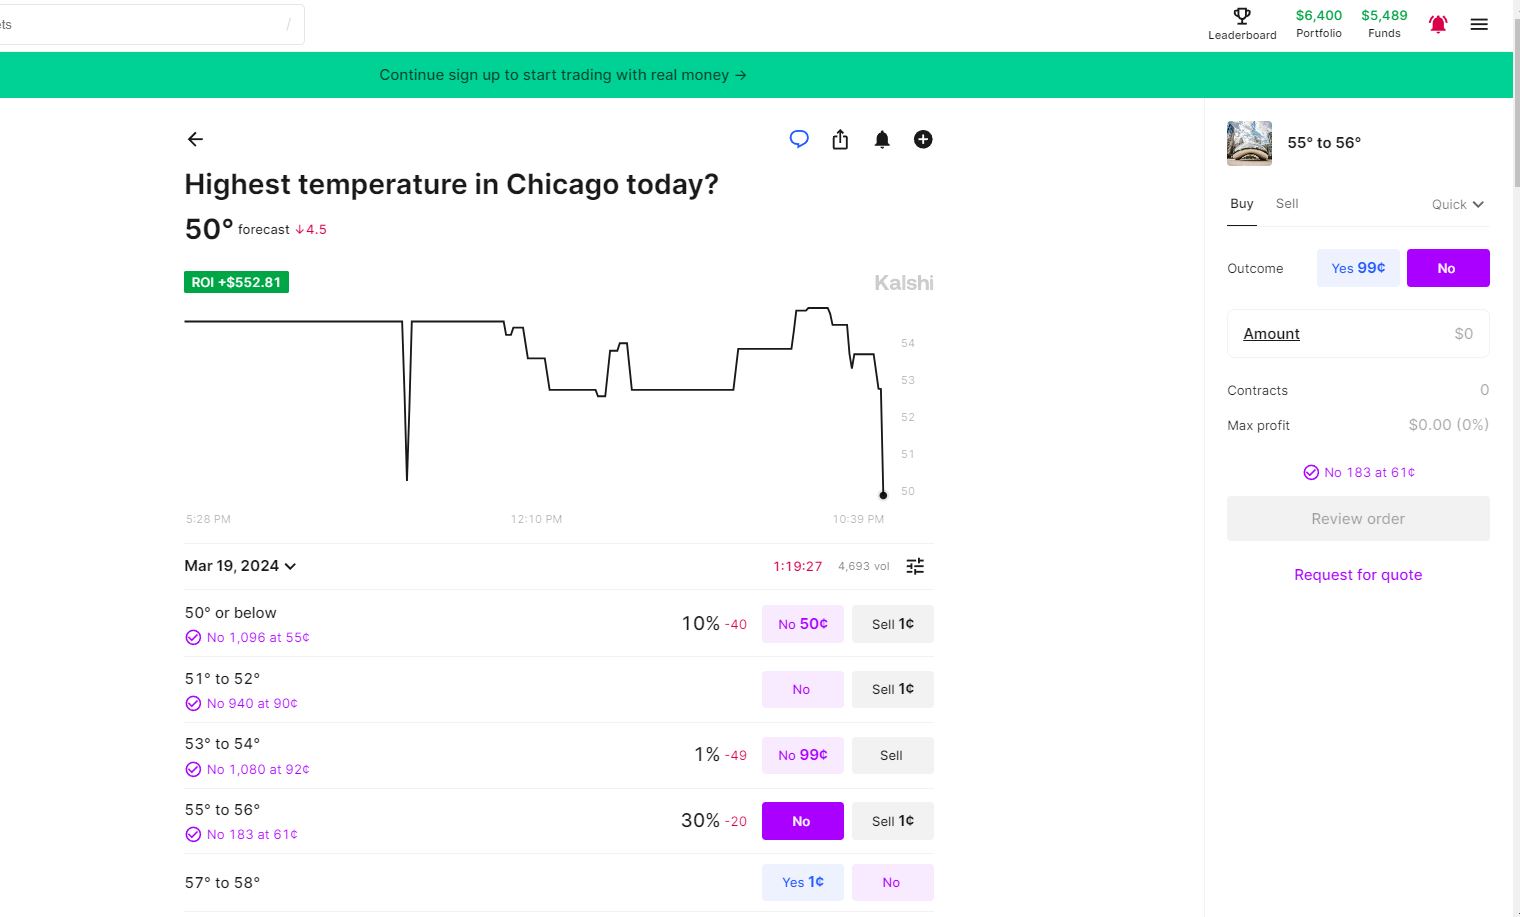 ets
/
Leaderboard
$6,400
Portfolio
$5,489
Funds
Continue sign up to start trading with real money →
Highest temperature in Chicago today?
50° forecast ↓4.5
ROI +$552.81
Kalshi
54
53
52
51
50
5:28 PM
12:10 PM
10:39 PM
Mar 19, 2024
1:19:27
4,693 vol
50° or below
No 1,096 at 55¢
10% -40
No 50¢
Sell 1¢
51° to 52°
No 940 at 90¢
No
Sell 1¢
53° to 54°
No 1,080 at 92¢
1% -49
No 99¢
Sell
55° to 56°
No 183 at 61¢
30% -20
No
Sell 1¢
57° to 58°
Yes 1¢
No
55° to 56°
Buy
Sell
Quick
Outcome
Yes 99¢
No
Amount
$0
Contracts
0
Max profit
$0.00 (0%)
No 183 at 61¢
Review order
Request for quote